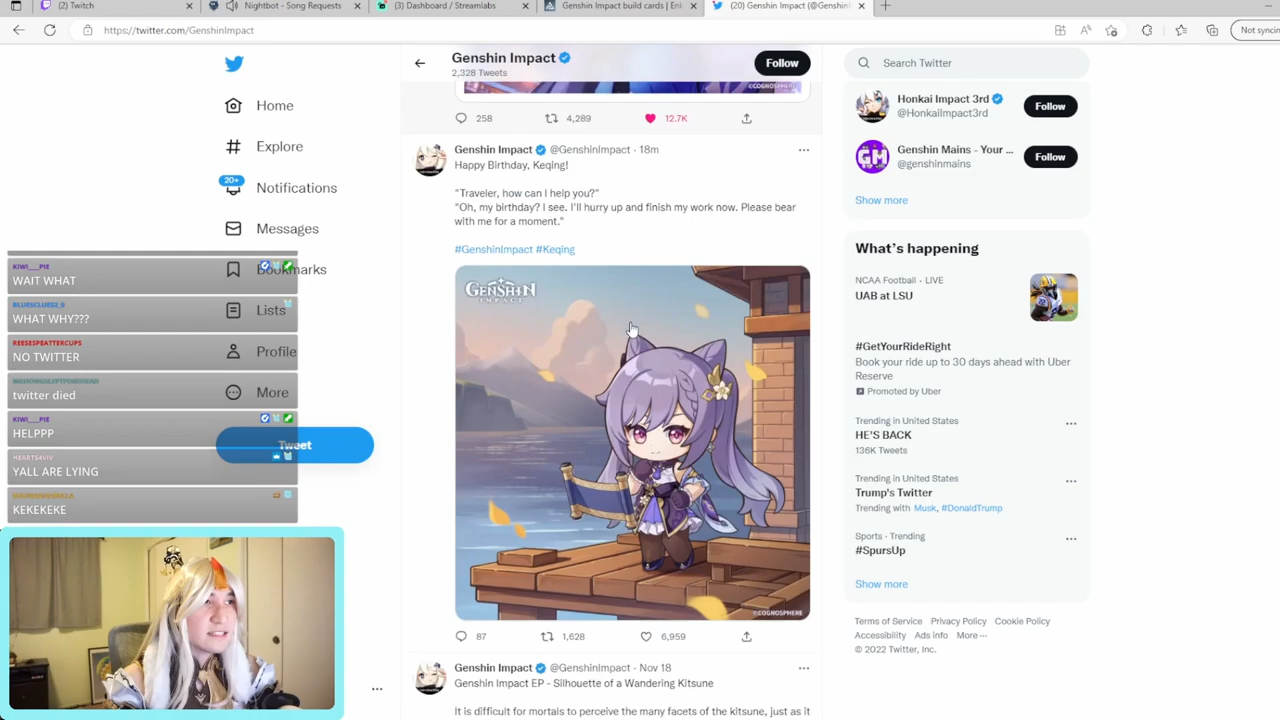 (2) Twitch
Nightbot - Song Requests
(3) Dashboard / Streamlabs
Genshin Impact build cards | En
(20) Genshin Impact (@Genshin
https://twitter.com/GenshinImpact
Not syncin
Home
Explore
20+
Notifications
Messages
Bookmarks
Lists
Profile
More
Tweet
KIWI___PIE
WAIT WHAT
WHAT WHY???
REESESPEATTERCUPS
NO TWITTER
twitter died
KIWI___PIE
HELPPP
HEARTS4VIV
YALL ARE LYING
KEKEKEKE
Genshin Impact
2,328 Tweets
Follow
©COGNOSPHERE
258
4,289
12.7K
Genshin Impact @GenshinImpact · 18m
Happy Birthday, Keqing!
"Traveler, how can I help you?"
"Oh, my birthday? I see. I'll hurry up and finish my work now. Please bear
with me for a moment."
#GenshinImpact #Keqing
GENSHIN
IMPACT
©COGNOSPHERE
87
1,628
6,959
Genshin Impact @GenshinImpact · Nov 18
Genshin Impact EP - Silhouette of a Wandering Kitsune
It is difficult for mortals to perceive the many facets of the kitsune, just as it
Search Twitter
Honkai Impact 3rd
@HonkaiImpact3rd
Follow
GM
Genshin Mains - Your ...
@genshinmains
Follow
Show more
What's happening
NCAA Football · LIVE
UAB at LSU
#GetYourRideRight
Book your ride up to 30 days ahead with Uber
Reserve
Promoted by Uber
Trending in United States
HE'S BACK
136K Tweets
Trending in United States
Trump's Twitter
Trending with Musk, #DonaldTrump
Sports · Trending
#SpursUp
Show more
Terms of Service Privacy Policy Cookie Policy
Accessibility Ads info More ···
© 2022 Twitter, Inc.